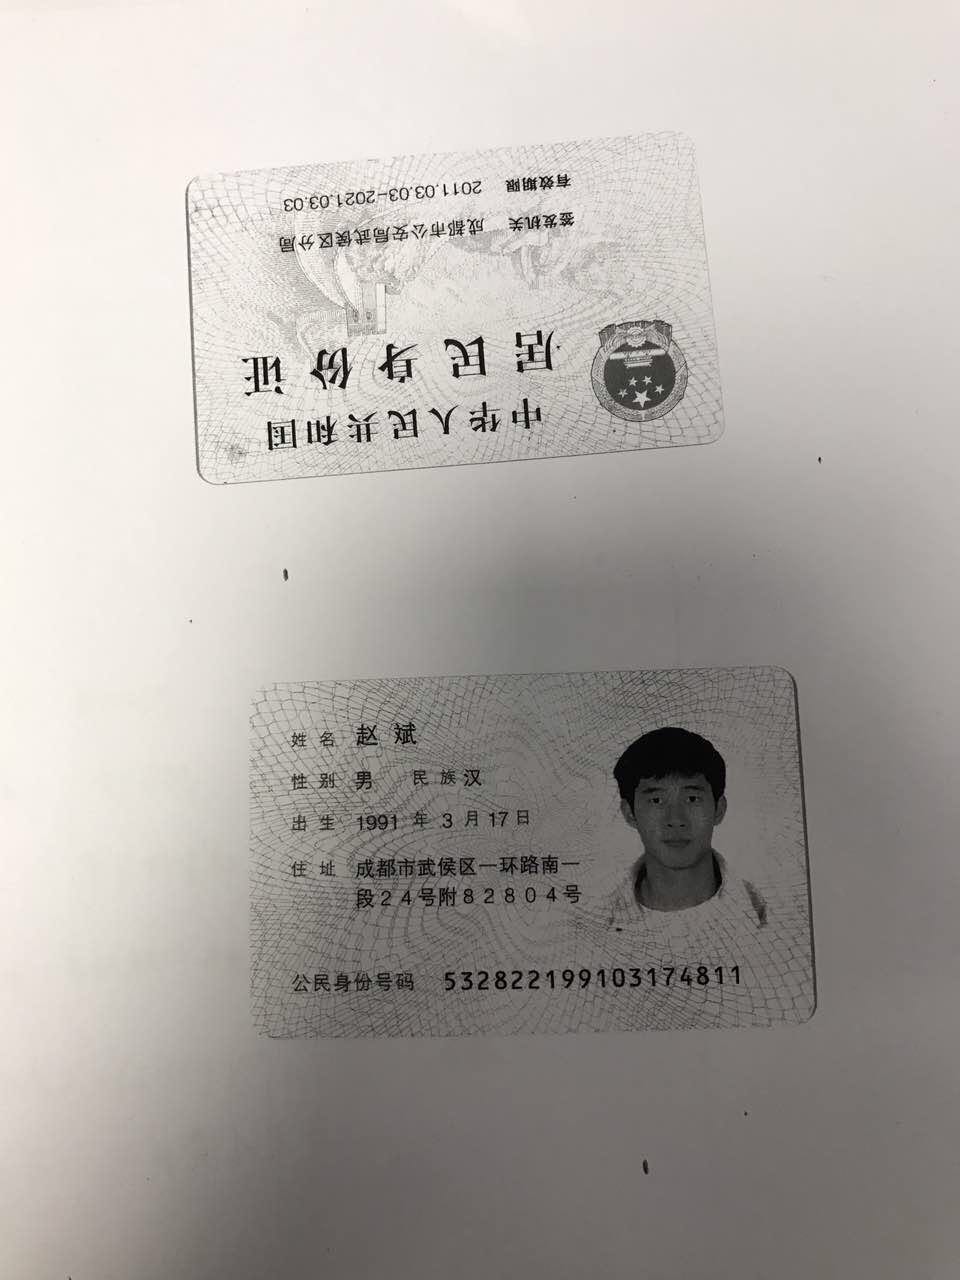 中华人民共和国
居民身份证
签发机关 成都市公安局武侯区分局
有效期限 2011.03.03-2021.03.03
姓名 赵斌
性别 男 民族 汉
出生 1991 年 3 月 17 日
住址 成都市武侯区一环路南一
段24号附82804号
公民身份号码 532822199103174811